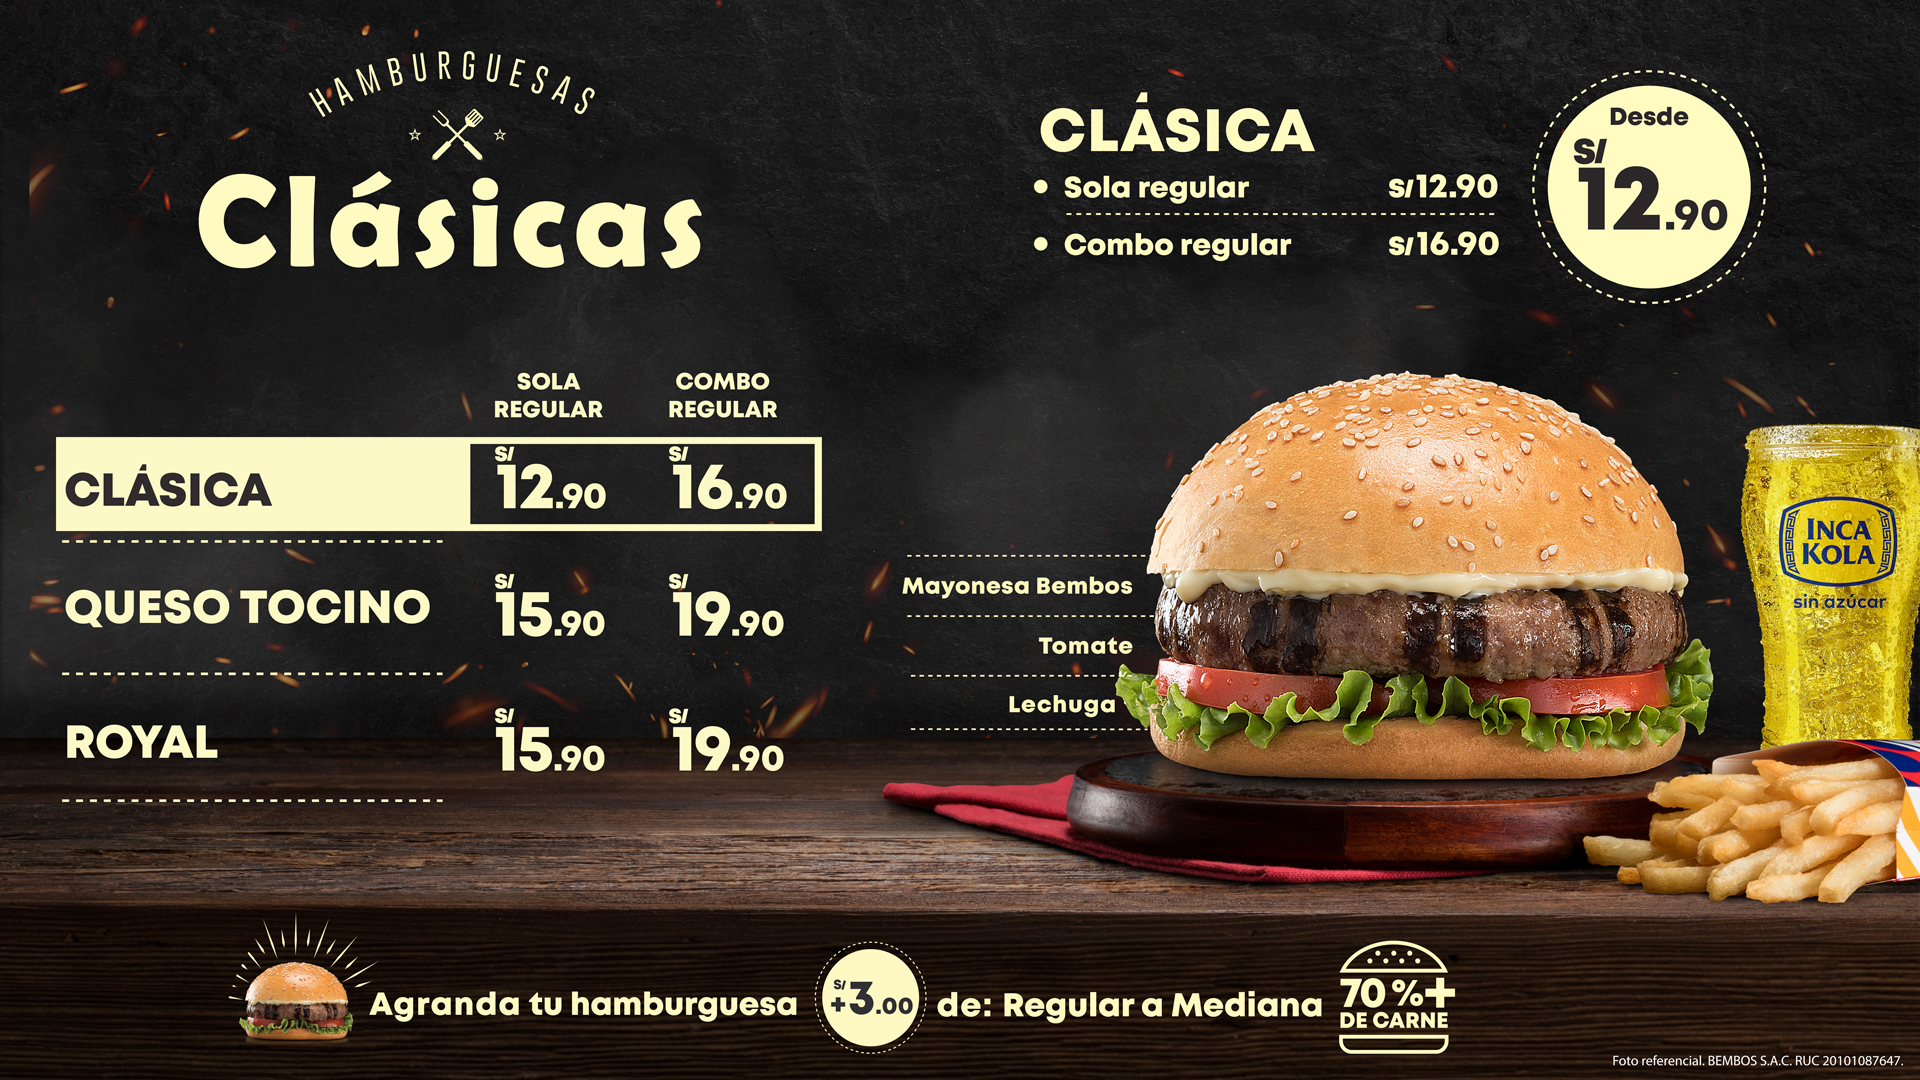 HAMBURGUESAS
Clásicas
SOLA REGULAR
COMBO REGULAR
CLÁSICA S/ 12.90 S/ 16.90
QUESO TOCINO S/ 15.90 S/ 19.90
ROYAL S/ 15.90 S/ 19.90
CLÁSICA
• Sola regular S/12.90
• Combo regular S/16.90
Desde
S/
12.90
Mayonesa Bembos
Tomate
Lechuga
INCA
KOLA
sin azúcar
Agranda tu hamburguesa S/ +3.00 de: Regular a Mediana
70%+
DE CARNE
Foto referencial. BEMBOS S.A.C. RUC 20101087647.